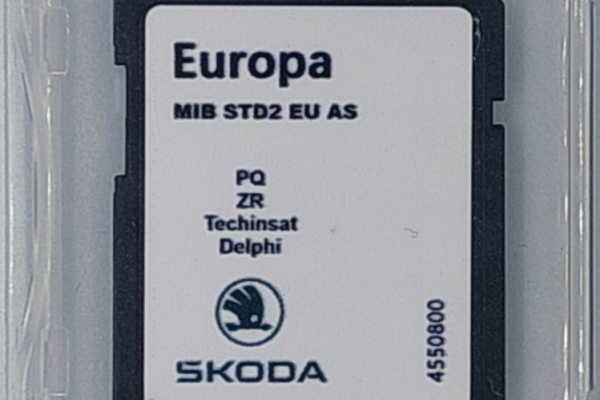 Europa
MIB STD2 EU AS
PQ
ZR
Techinsat
Delphi
SKODA
4550800